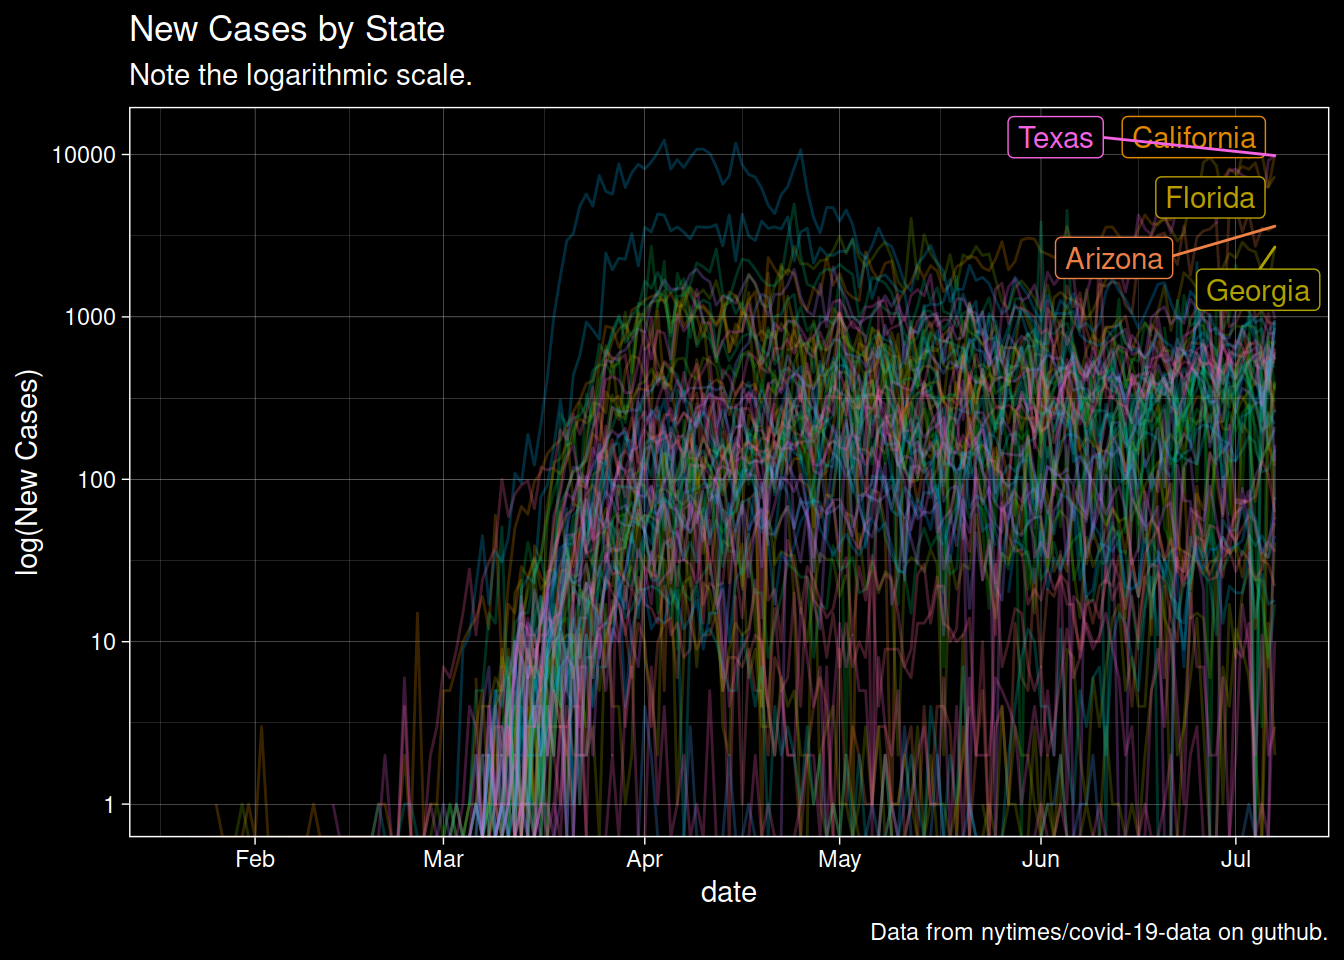 New Cases by State
Note the logarithmic scale.
log(New Cases)
10000
1000
100
10
1
Texas
California
Florida
Arizona
Georgia
Feb
Mar
Apr
May
Jun
Jul
date
Data from nytimes/covid-19-data on guthub.